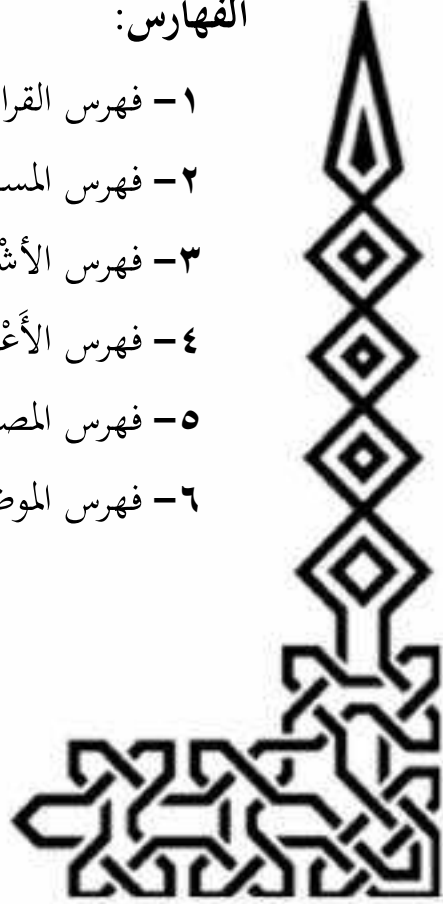 الفهارس:
١- فهرس القرا
٢- فهرس المس
٣- فهرس الأشْ
٤- فهرس الأَعْ
٥- فهرس المص
٦- فهرس الموض